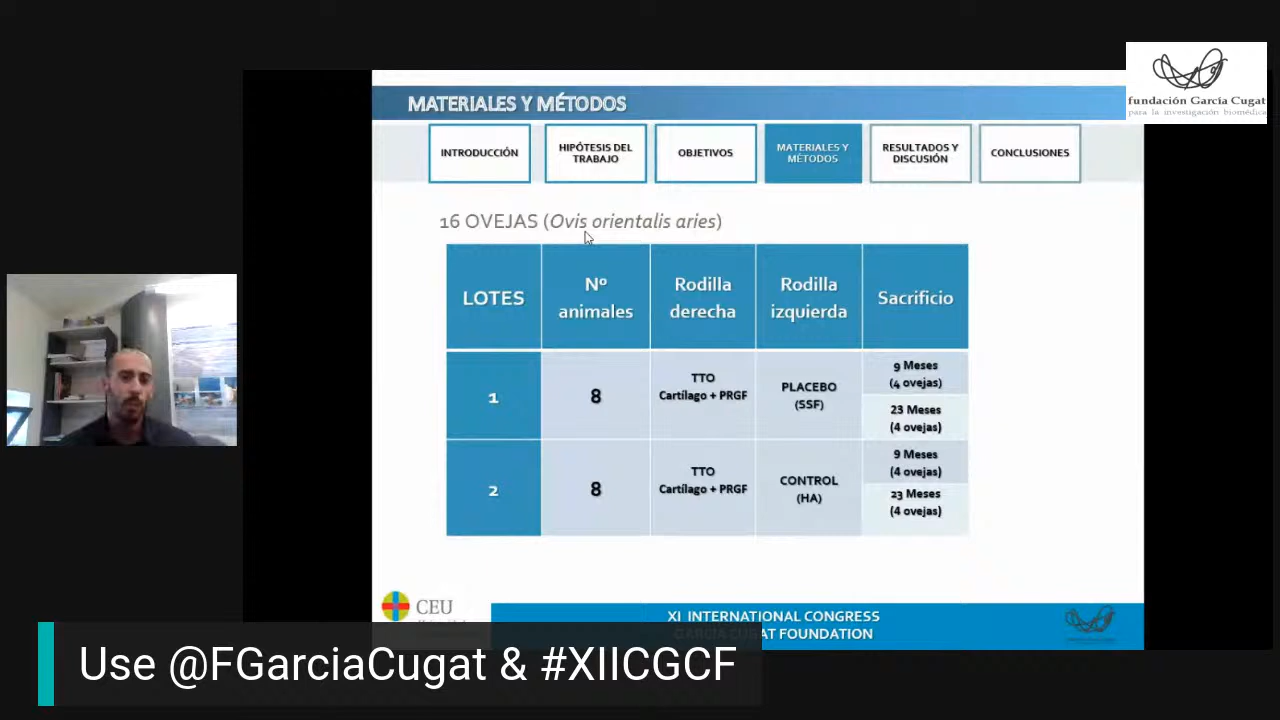 fundación García Cugat
para la investigación biomédica
MATERIALES Y MÉTODOS
INTRODUCCIÓN
HIPÓTESIS DEL
TRABAJO
OBJETIVOS
MATERIALES Y
MÉTODOS
RESULTADOS Y
DISCUSIÓN
CONCLUSIONES
16 OVEJAS (Ovis orientalis aries)
LOTES
Nº
animales
Rodilla
derecha
Rodilla
izquierda
Sacrificio
1
8
TTO
Cartílago + PRGF
PLACEBO
(SSF)
9 Meses
(4 ovejas)
23 Meses
(4 ovejas)
2
8
TTO
Cartílago + PRGF
CONTROL
(HA)
9 Meses
(4 ovejas)
23 Meses
(4 ovejas)
CEU
XI INTERNATIONAL CONGRESS
GARCÍA CUGAT FOUNDATION
Use @FGarciaCugat & #XIICGCF